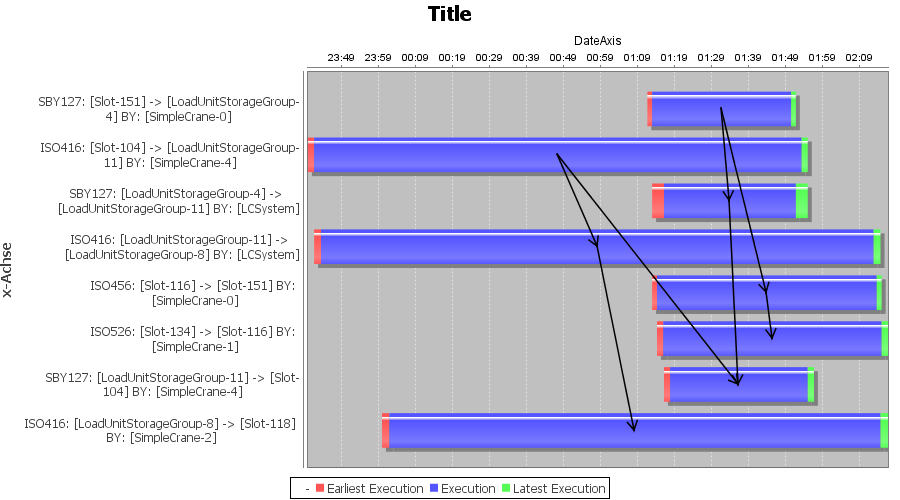 Title
DateAxis
23:49 23:59 00:09 00:19 00:29 00:39 00:49 00:59 01:09 01:19 01:29 01:39 01:49 01:59 02:09
x-Achse
SBY127: [Slot-151] -> [LoadUnitStorageGroup-
4] BY: [SimpleCrane-0]
ISO416: [Slot-104] -> [LoadUnitStorageGroup-
11] BY: [SimpleCrane-4]
SBY127: [LoadUnitStorageGroup-4] ->
[LoadUnitStorageGroup-11] BY: [LCSystem]
ISO416: [LoadUnitStorageGroup-11] ->
[LoadUnitStorageGroup-8] BY: [LCSystem]
ISO456: [Slot-116] -> [Slot-151] BY:
[SimpleCrane-0]
ISO526: [Slot-134] -> [Slot-116] BY:
[SimpleCrane-1]
SBY127: [LoadUnitStorageGroup-11] -> [Slot-
104] BY: [SimpleCrane-4]
ISO416: [LoadUnitStorageGroup-8] -> [Slot-118]
BY: [SimpleCrane-2]
- Earliest Execution Execution Latest Execution